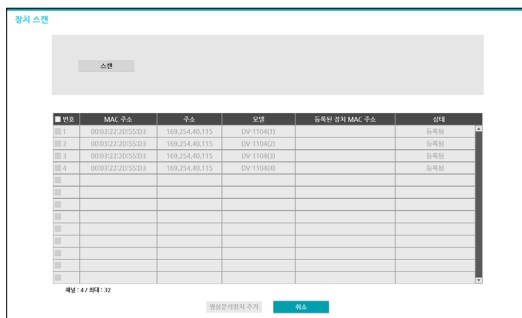 장치 스캔
스캔
번호 MAC 주소 주소 모델 등록된 장치 MAC 주소 상태
1 00:03:22:20:55:D3 169.254.40.115 DV-1104(1) 등록됨
2 00:03:22:20:55:D3 169.254.40.115 DV-1104(2) 등록됨
3 00:03:22:20:55:D3 169.254.40.115 DV-1104(3) 등록됨
4 00:03:22:20:55:D3 169.254.40.115 DV-1104(4) 등록됨
채널 : 4 / 최대 : 32
영상분석장치 추가 취소